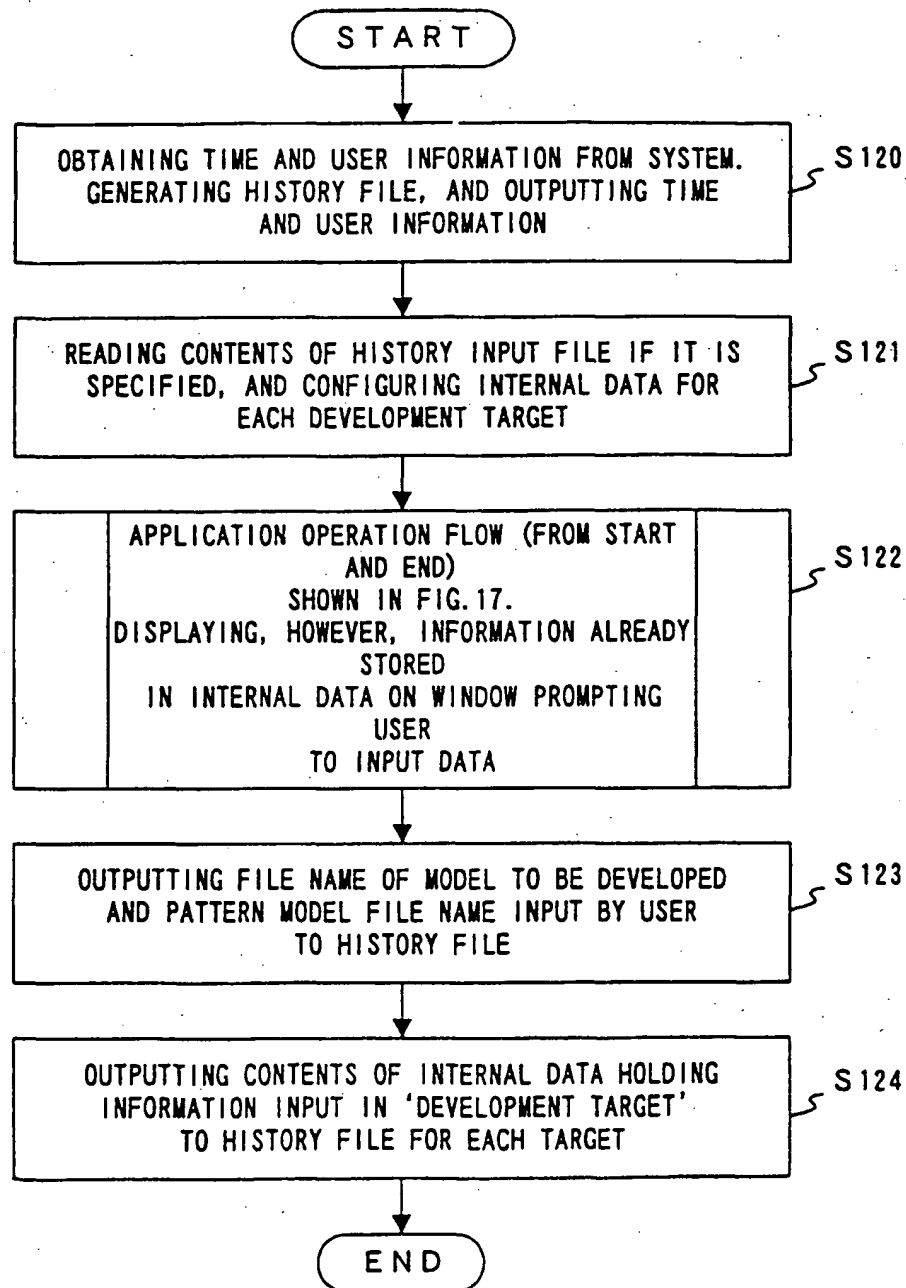 START
OBTAINING TIME AND USER INFORMATION FROM SYSTEM.
GENERATING HISTORY FILE, AND OUTPUTTING TIME
AND USER INFORMATION
S120
READING CONTENTS OF HISTORY INPUT FILE IF IT IS
SPECIFIED, AND CONFIGURING INTERNAL DATA FOR
EACH DEVELOPMENT TARGET
S121
APPLICATION OPERATION FLOW (FROM START
AND END)
SHOWN IN FIG.17.
DISPLAYING, HOWEVER, INFORMATION ALREADY
STORED
IN INTERNAL DATA ON WINDOW PROMPTING
USER
TO INPUT DATA
S122
OUTPUTTING FILE NAME OF MODEL TO BE DEVELOPED
AND PATTERN MODEL FILE NAME INPUT BY USER
TO HISTORY FILE
S123
OUTPUTTING CONTENTS OF INTERNAL DATA HOLDING
INFORMATION INPUT IN 'DEVELOPMENT TARGET'
TO HISTORY FILE FOR EACH TARGET
S124
END